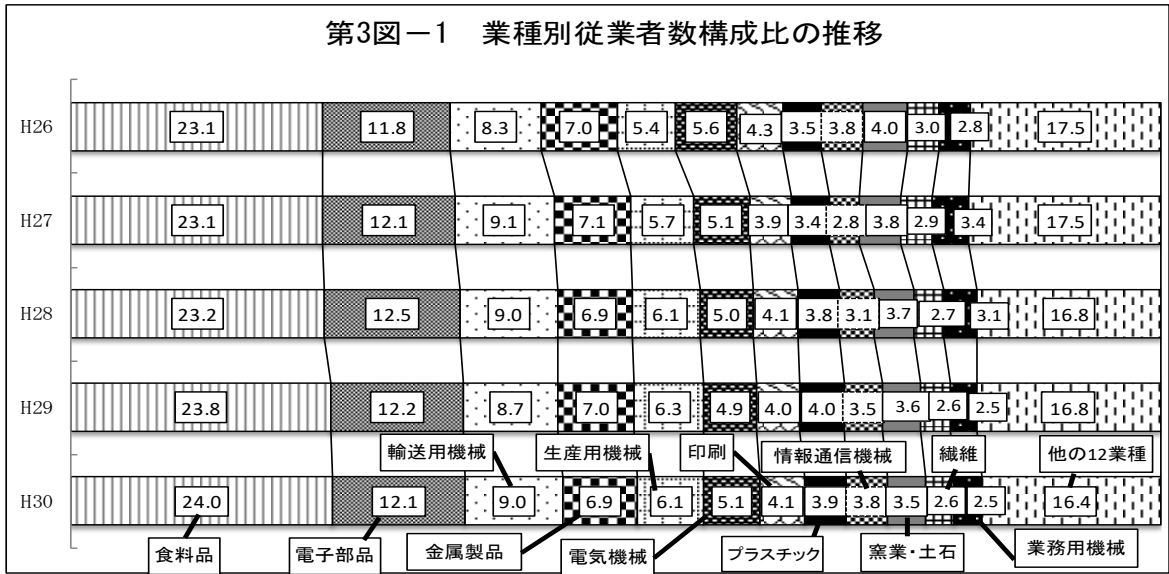 第3図－1　業種別従業者数構成比の推移
H26 23.1 11.8 8.3 7.0 5.4 5.6 4.3 3.5 3.8 4.0 3.0 2.8 17.5
H27 23.1 12.1 9.1 7.1 5.7 5.1 3.9 3.4 2.8 3.8 2.9 3.4 17.5
H28 23.2 12.5 9.0 6.9 6.1 5.0 4.1 3.8 3.1 3.7 2.7 3.1 16.8
H29 23.8 12.2 8.7 7.0 6.3 4.9 4.0 4.0 3.5 3.6 2.6 2.5 16.8
輸送用機械 生産用機械 印刷 情報通信機械 繊維 他の12業種
H30 24.0 12.1 9.0 6.9 6.1 5.1 4.1 3.9 3.8 3.5 2.6 2.5 16.4
食料品 電子部品 金属製品 電気機械 プラスチック 窯業・土石 業務用機械